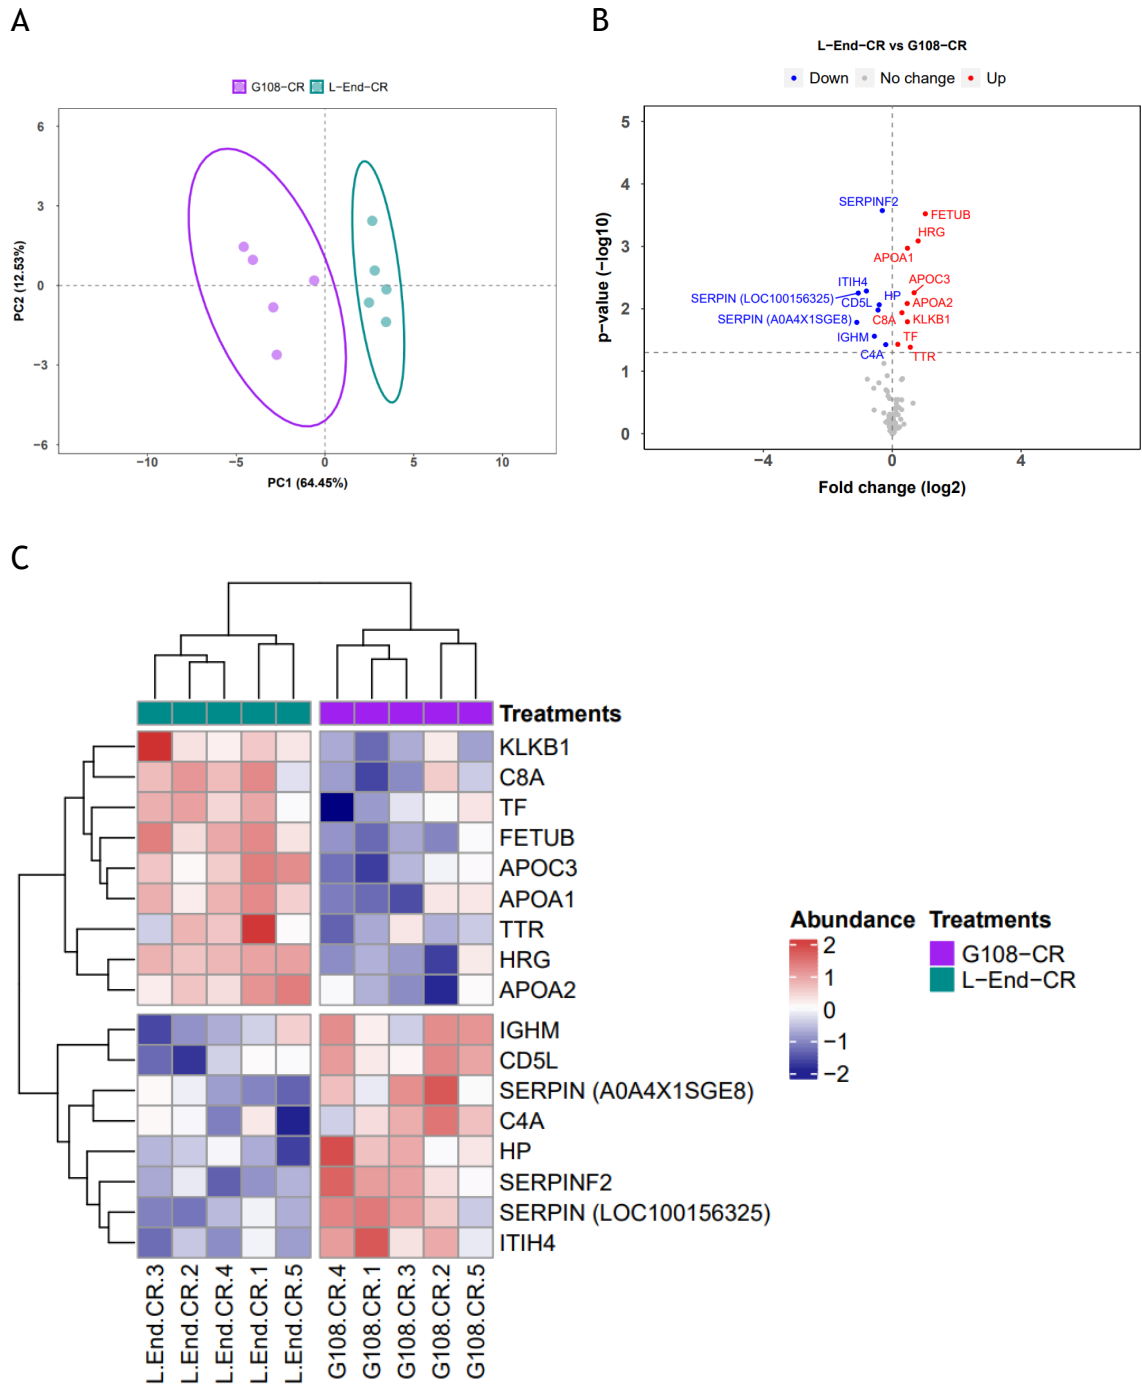 A
G108−CR
L−End−CR
6
3
0
−3
−6
−10
−5
0
5
10
PC2 (12.53%)
PC1 (64.45%)
B
L−End−CR vs G108−CR
Down
No change
Up
5
4
3
2
1
0
−4
0
4
p−value (−log10)
Fold change (log2)
SERPINF2
FETUB
HRG
APOA1
ITIH4
APOC3
SERPIN (LOC100156325)
HP
CD5L
APOA2
SERPIN (A0A4X1SGE8)
C8A
KLKB1
IGHM
TF
C4A
TTR
C
Treatments
KLKB1
C8A
TF
FETUB
APOC3
APOA1
TTR
HRG
APOA2
IGHM
CD5L
SERPIN (A0A4X1SGE8)
C4A
HP
SERPINF2
SERPIN (LOC100156325)
ITIH4
L.End.CR.3
L.End.CR.2
L.End.CR.4
L.End.CR.1
L.End.CR.5
G108.CR.4
G108.CR.1
G108.CR.3
G108.CR.2
G108.CR.5
Abundance
2
1
0
−1
−2
Treatments
G108−CR
L−End−CR